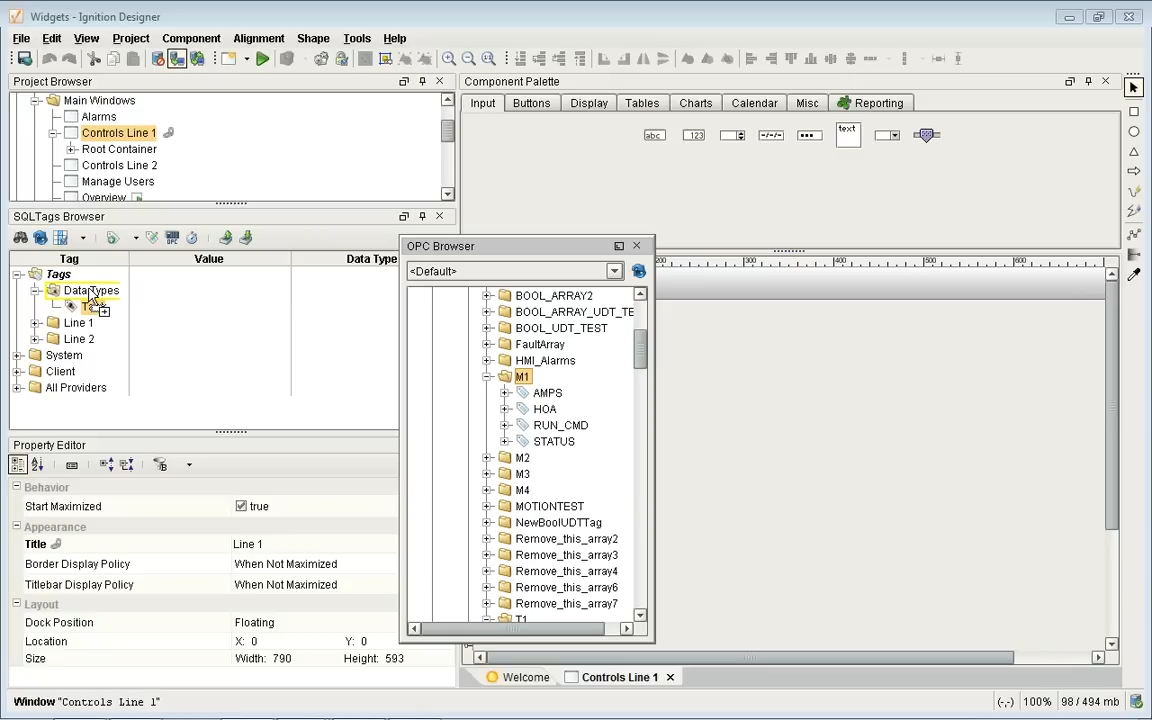 Widgets - Ignition Designer
File Edit View Project Component Alignment Shape Tools Help
Project Browser
Main Windows
Alarms
Controls Line 1
Root Container
Controls Line 2
Manage Users
Overview
SQLTags Browser
Tag Value Data Type
Tags
Data Types
Line 1
Line 2
System
Client
All Providers
Property Editor
Behavior
Start Maximized true
Appearance
Title Line 1
Border Display Policy When Not Maximized
Titlebar Display Policy When Not Maximized
Layout
Dock Position Floating
Location X: 0 Y: 0
Size Width: 790 Height: 593
Component Palette
Input Buttons Display Tables Charts Calendar Misc Reporting
abc 123 -/-/- text
OPC Browser
<Default>
BOOL_ARRAY2
BOOL_ARRAY_UDT_TE
BOOL_UDT_TEST
FaultArray
HMI_Alarms
M1
AMPS
HOA
RUN_CMD
STATUS
M2
M3
M4
MOTIONTEST
NewBoolUDTTag
Remove_this_array2
Remove_this_array3
Remove_this_array4
Remove_this_array6
Remove_this_array7
T1
200 300 400 500 600
Welcome Controls Line 1
Window "Controls Line 1" (-,-) 100% 98 / 494 mb